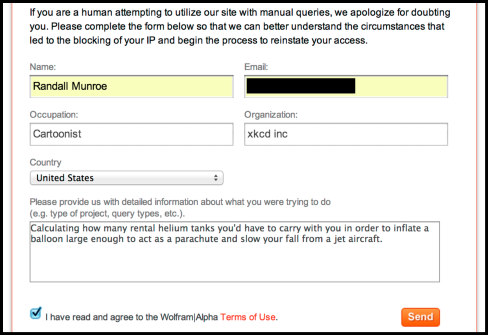 If you are a human attempting to utilize our site with manual queries, we apologize for doubting
you. Please complete the form below so that we can better understand the circumstances that
led to the blocking of your IP and begin the process to reinstate your access.
Name: Email:
Randall Munroe
Occupation: Organization:
Cartoonist xkcd inc
Country
United States
Please provide us with detailed information about what you were trying to do
(e.g. type of project, query types, etc.).
Calculating how many rental helium tanks you'd have to carry with you in order to inflate a
balloon large enough to act as a parachute and slow your fall from a jet aircraft.
I have read and agree to the Wolfram|Alpha Terms of Use. Send